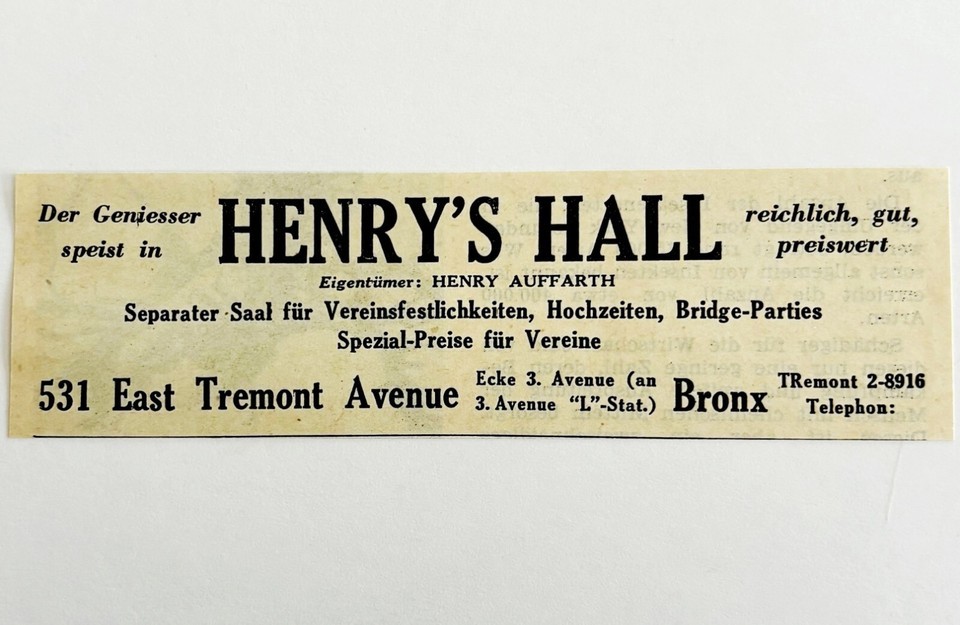 Der Geniesser
speist in
HENRY'S HALL
reichlich, gut,
preiswert
Eigentümer: HENRY AUFFARTH
Separater Saal für Vereinsfestlichkeiten, Hochzeiten, Bridge-Parties
Spezial-Preise für Vereine
531 East Tremont Avenue
Ecke 3. Avenue (an
3. Avenue "L"-Stat.)
Bronx
TRemont 2-8916
Telephon: